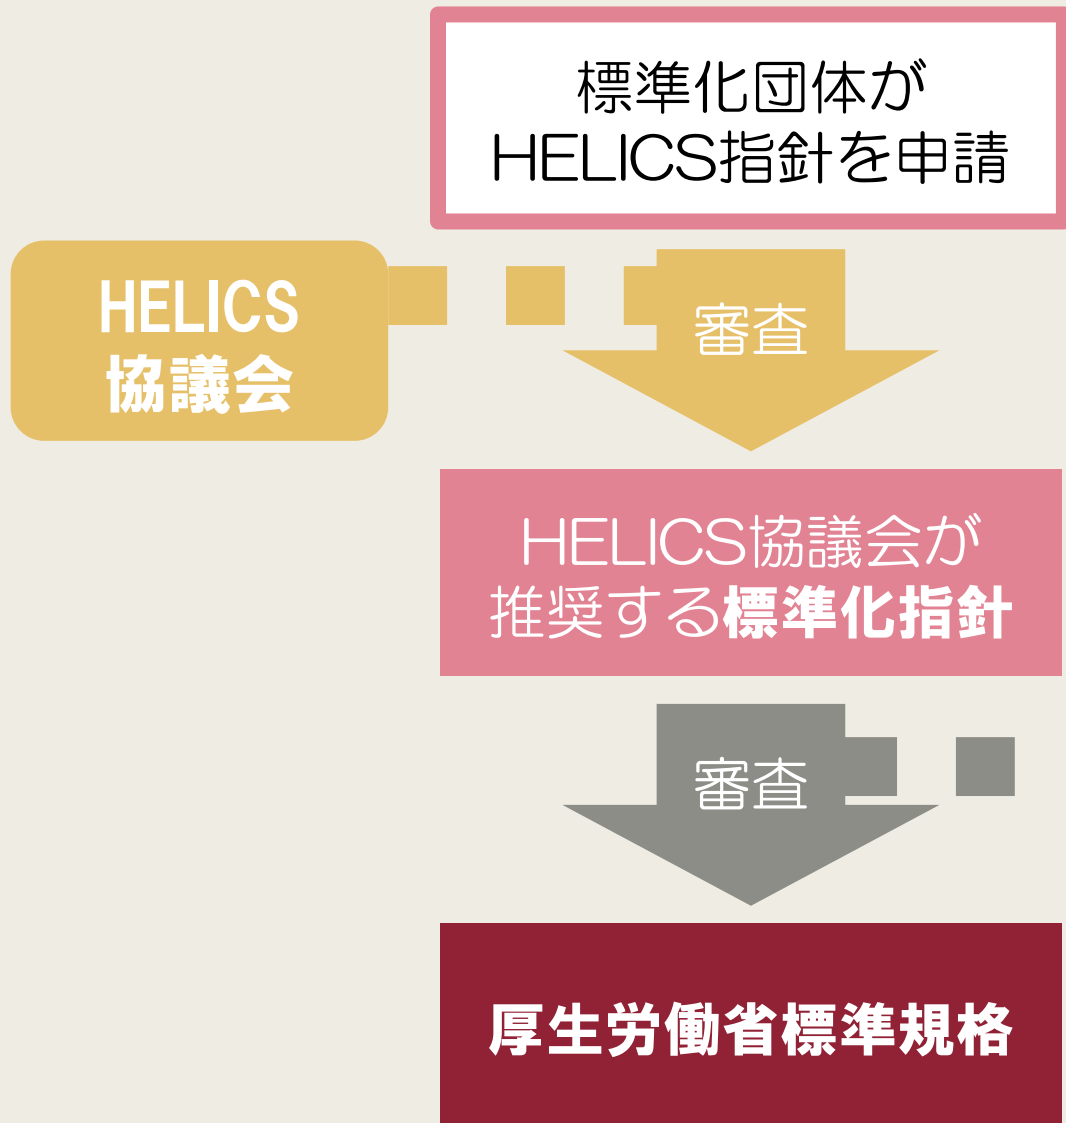 標準化団体が
HELICS指針を申請
HELICS
協議会
審査
HELICS協議会が
推奨する標準化指針
審査
厚生労働省標準規格